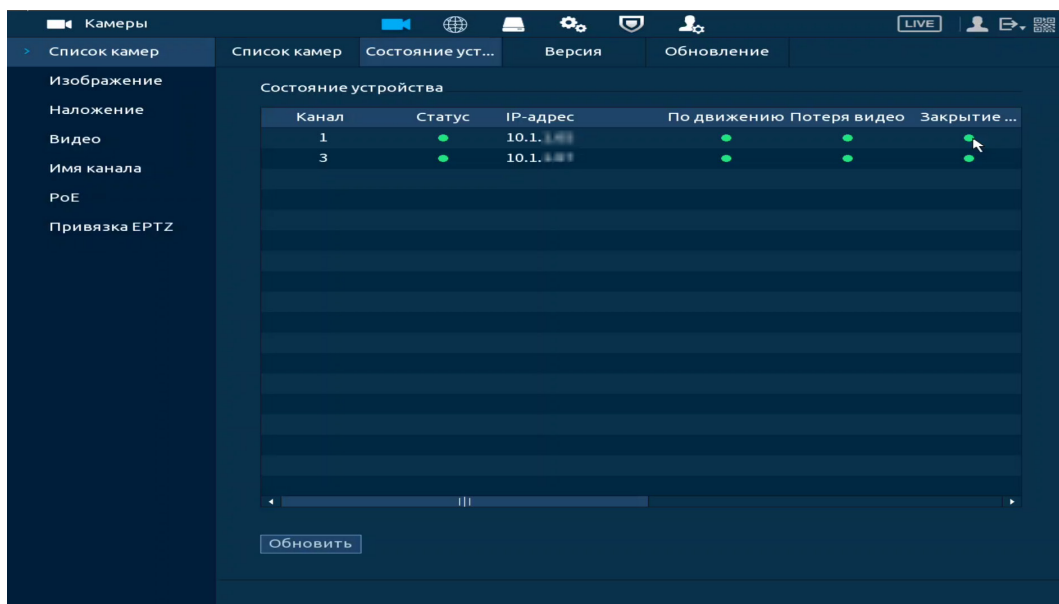 Камеры LIVE
Список камер
Изображение
Наложение
Видео
Имя канала
PoE
Привязка EPTZ
Список камер Состояние уст... Версия Обновление
Состояние устройства
Канал Статус IP-адрес По движению Потеря видео Закрытие ...
1 10.1.
3 10.1.
Обновить